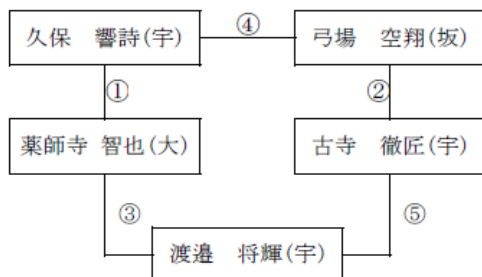 久保　響詩(宇)
④
弓場　空翔(坂)
①
②
薬師寺 智也(大)
古寺　徹匠(宇)
③
⑤
渡邉　将輝(宇)